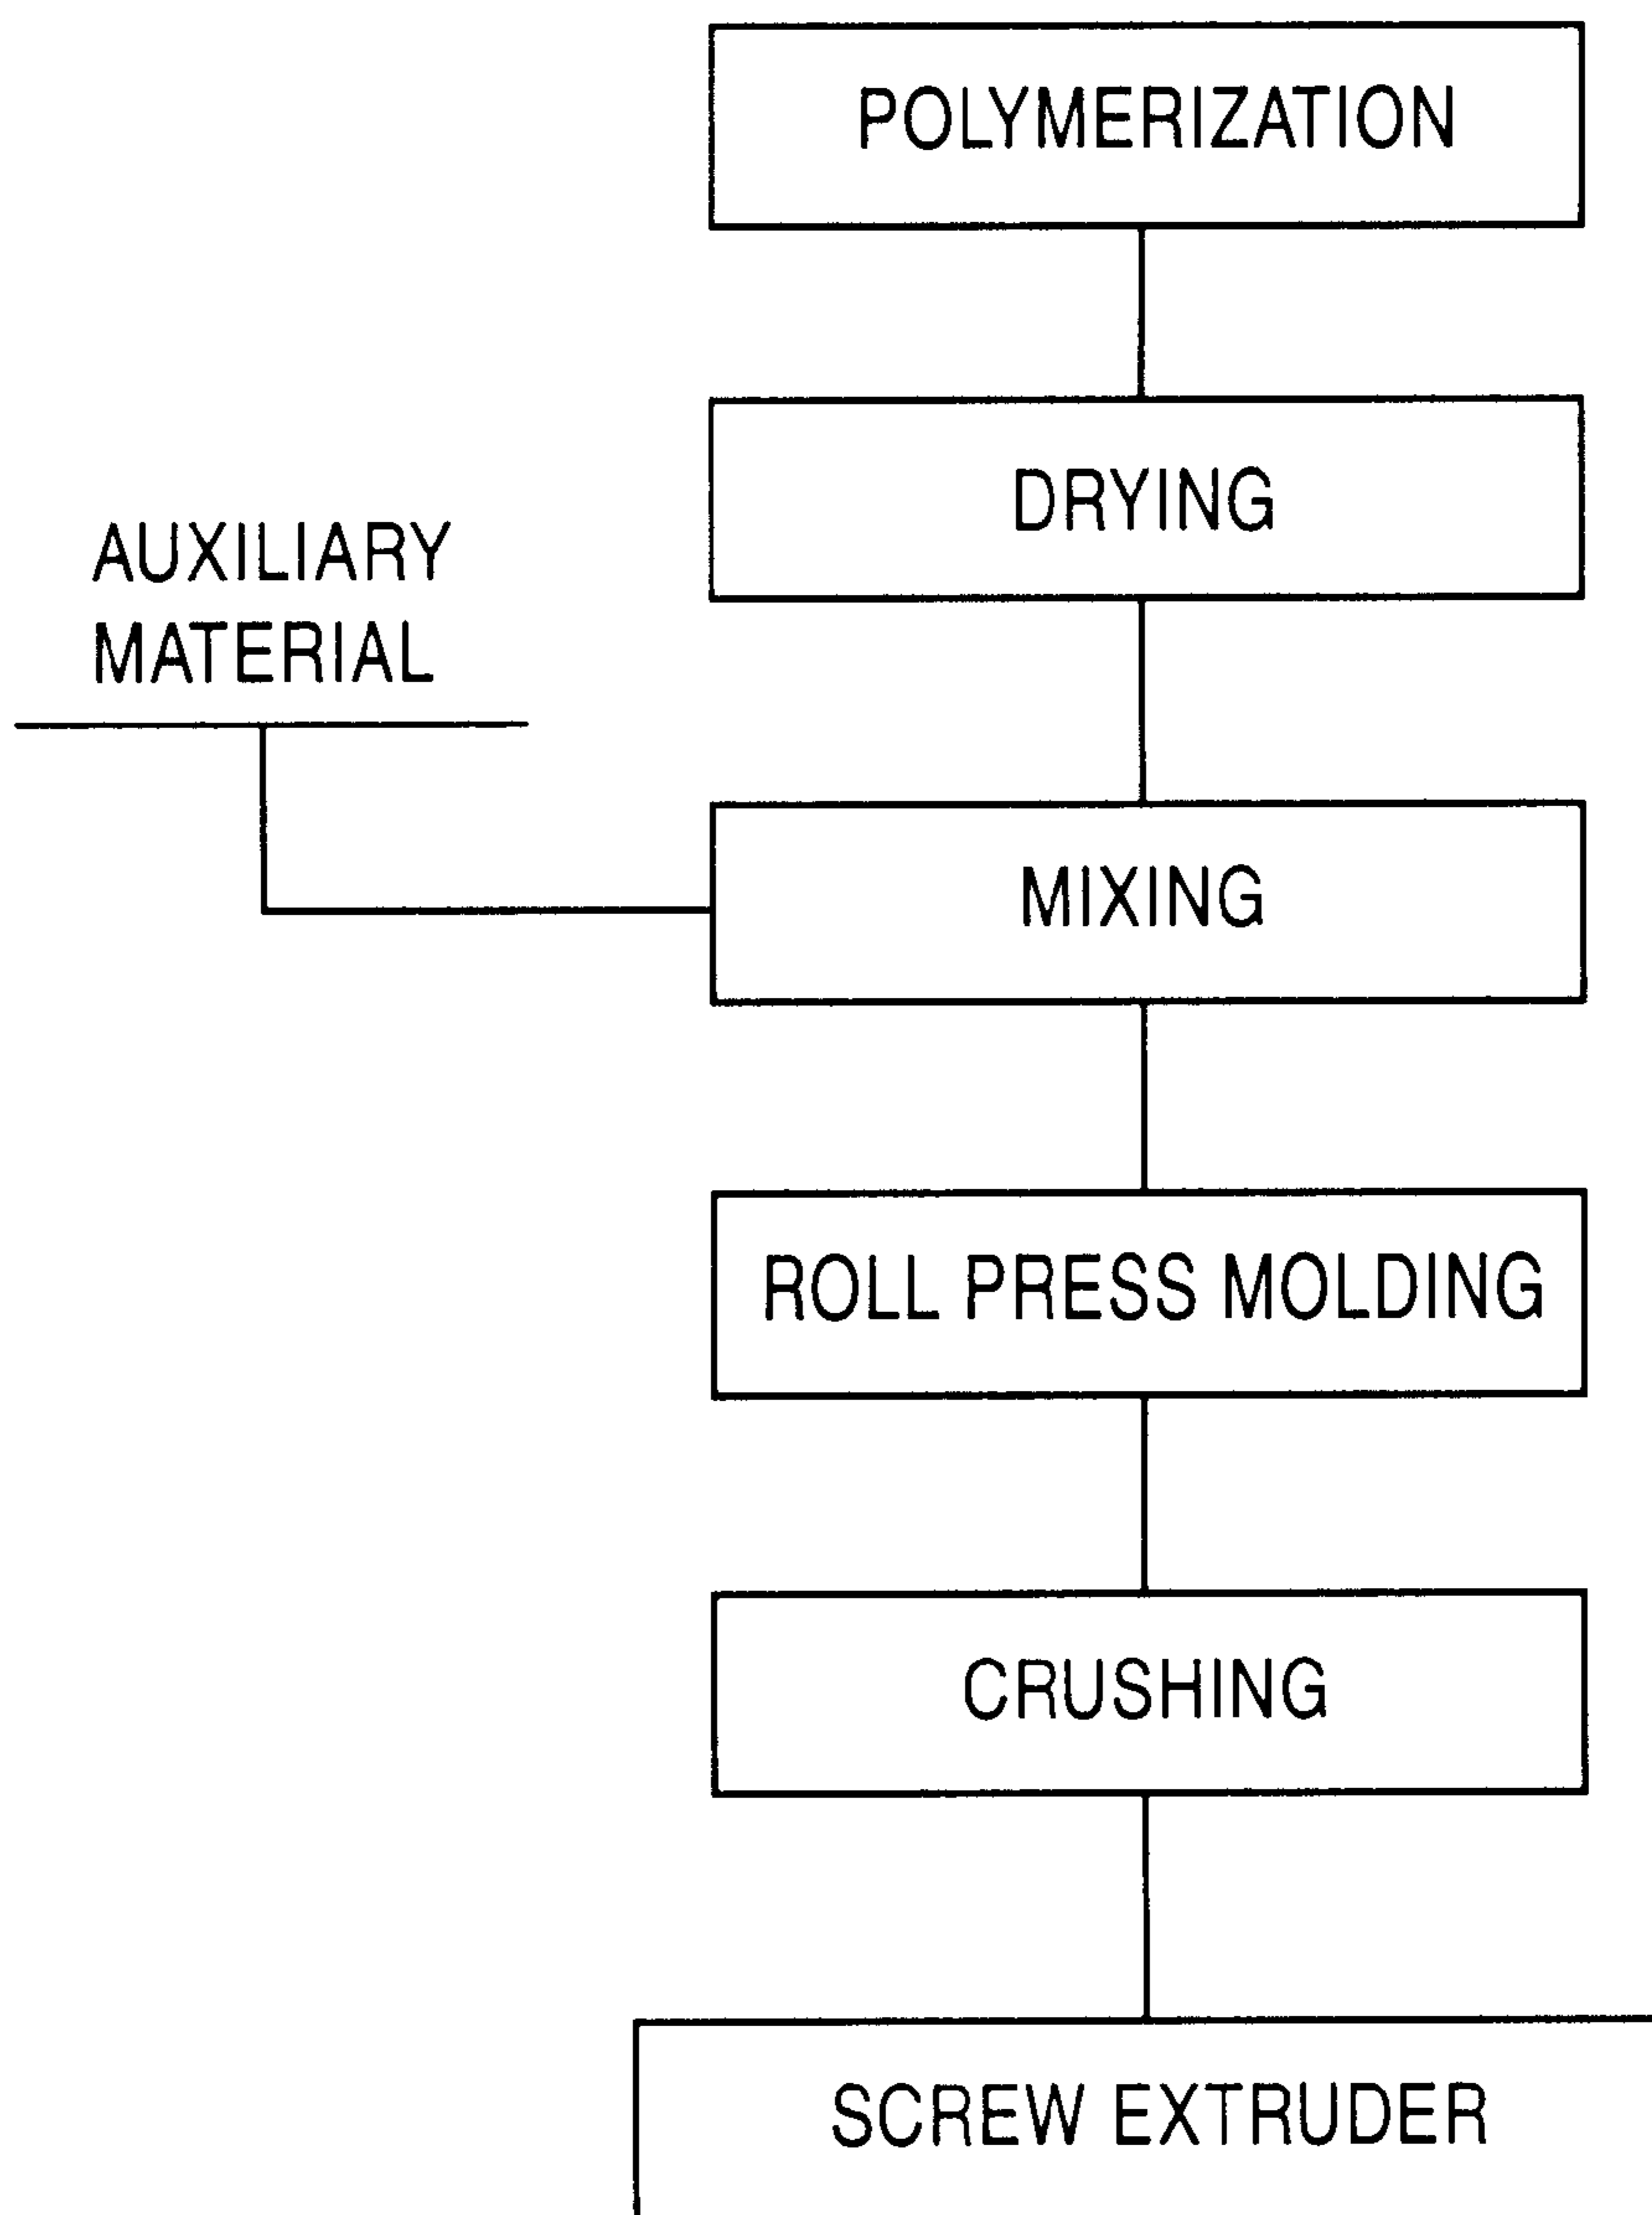 POLYMERIZATION
DRYING
AUXILIARY
MATERIAL
MIXING
ROLL PRESS MOLDING
CRUSHING
SCREW EXTRUDER